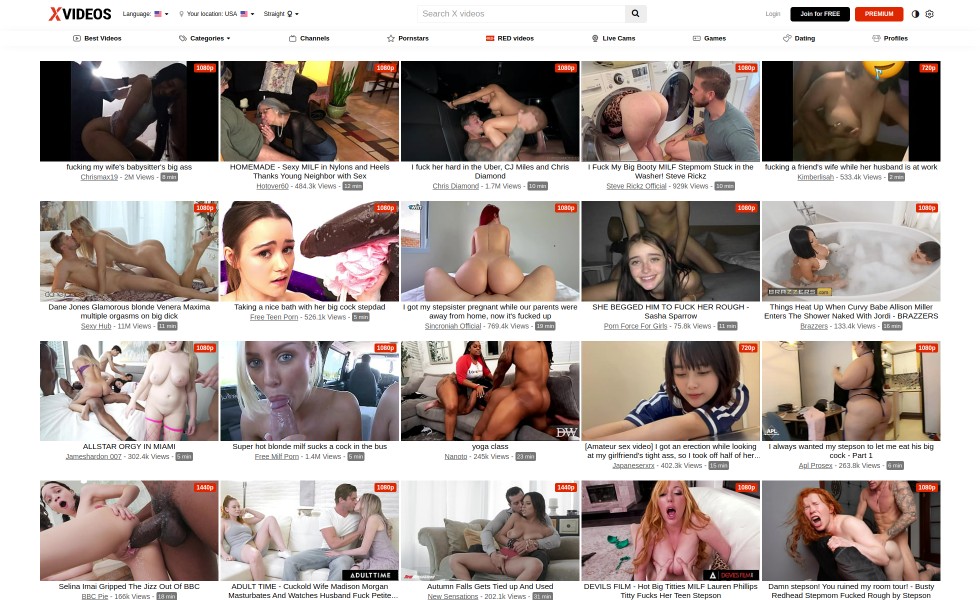 XVIDEOS
Language:
Your location: USA
Straight
Search X videos
Login
Join for FREE
PREMIUM
Best Videos
Categories
Channels
Pornstars
RED videos
Live Cams
Games
Dating
Profiles
1080p
1080p
1080p
1080p
720p
fucking my wife's babysitter's big ass
Chrismax19 - 2M Views - 8 min
HOMEMADE - Sexy MILF in Nylons and Heels
Thanks Young Neighbor with Sex
Hotover60 - 484.3k Views - 12 min
I fuck her hard in the Uber, CJ Miles and Chris
Diamond
Chris Diamond - 1.7M Views - 10 min
I Fuck My Big Booty MILF Stepmom Stuck in the
Washer! Steve Rickz
Steve Rickz Official - 929k Views - 10 min
fucking a friend's wife while her husband is at work
Kimberlisah - 533.4k Views - 2 min
1080p
1080p
1080p
1080p
1080p
BRAZZERS
Dane Jones Glamorous blonde Venera Maxima
multiple orgasms on big dick
Sexy Hub - 11M Views - 11 min
Taking a nice bath with her big cock stepdad
Free Teen Porn - 526.1k Views - 5 min
I got my stepsister pregnant while our parents were
away from home, now it's fucked up
Sincroniah Official - 769.4k Views - 19 min
SHE BEGGED HIM TO FUCK HER ROUGH -
Sasha Sparrow
Porn Force For Girls - 75.8k Views - 11 min
Things Heat Up When Curvy Babe Allison Miller
Enters The Shower Naked With Jordi - BRAZZERS
Brazzers - 133.4k Views - 16 min
1080p
1080p
1080p
720p
1080p
DW
APL
ALLSTAR ORGY IN MIAMI
Jameshardon 007 - 302.4k Views - 5 min
Super hot blonde milf sucks a cock in the bus
Free Milf Porn - 1.4M Views - 5 min
yoga class
Nanoto - 245k Views - 23 min
[Amateur sex video] I got an erection while looking
at my girlfriend's tight ass, so I took off half of her...
Japaneserxrx - 402.3k Views - 15 min
I always wanted my stepson to let me eat his big
cock - Part 1
Apl Prosex - 263.8k Views - 6 min
1440p
1080p
1440p
1080p
1080p
ADULT TIME
DEVILS FILM
Selina Imai Gripped The Jizz Out Of BBC
BBC Pie - 166k Views - 18 min
ADULT TIME - Cuckold Wife Madison Morgan
Masturbates And Watches Husband Fuck Petite...
Autumn Falls Gets Tied up And Used
New Sensations - 202.1k Views - 31 min
DEVILS FILM - Hot Big Titties MILF Lauren Phillips
Titty Fucks Her Teen Stepson
Damn stepson! You ruined my room tour! - Busty
Redhead Stepmom Fucked Rough by Stepson